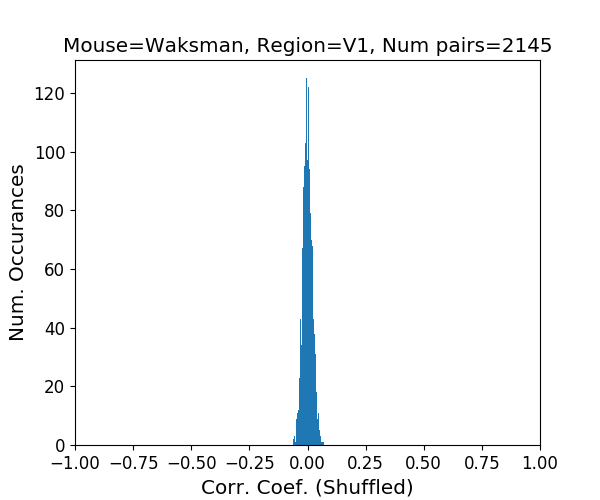 Mouse=Waksman, Region=V1, Num pairs=2145
120
100
80
60
40
20
0
Num. Occurances
−1.00 −0.75 −0.50 −0.25 0.00 0.25 0.50 0.75 1.00
Corr. Coef. (Shuffled)